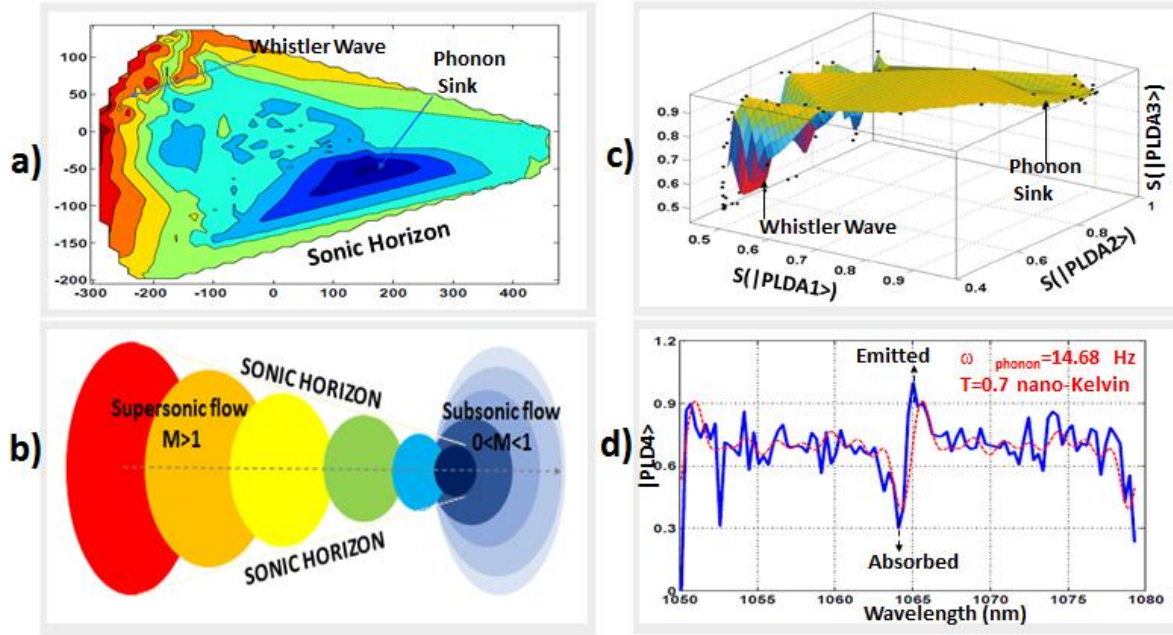 a)
Whistler Wave
Phonon
Sink
Sonic Horizon
100
50
0
-50
-100
-150
-200
-300
-200
-100
0
100
200
300
400
b)
SONIC HORIZON
Supersonic flow
M>1
Subsonic flow
0<M<1
SONIC HORIZON
c)
0.9
0.8
0.7
0.6
0.5
0.5
0.6
0.7
0.8
0.9
0.4
0.6
0.8
1
S(|PLDA1>)
S(|PLDA2>)
S(|PLDA3>)
Phonon
Sink
Whistler Wave
d)
|PLD4>
1.2
0.9
0.6
0.3
0
1050
1055
1060
1065
1070
1075
1080
Wavelength (nm)
Emitted
Absorbed
ω phonon=14.68 Hz
T=0.7 nano-Kelvin